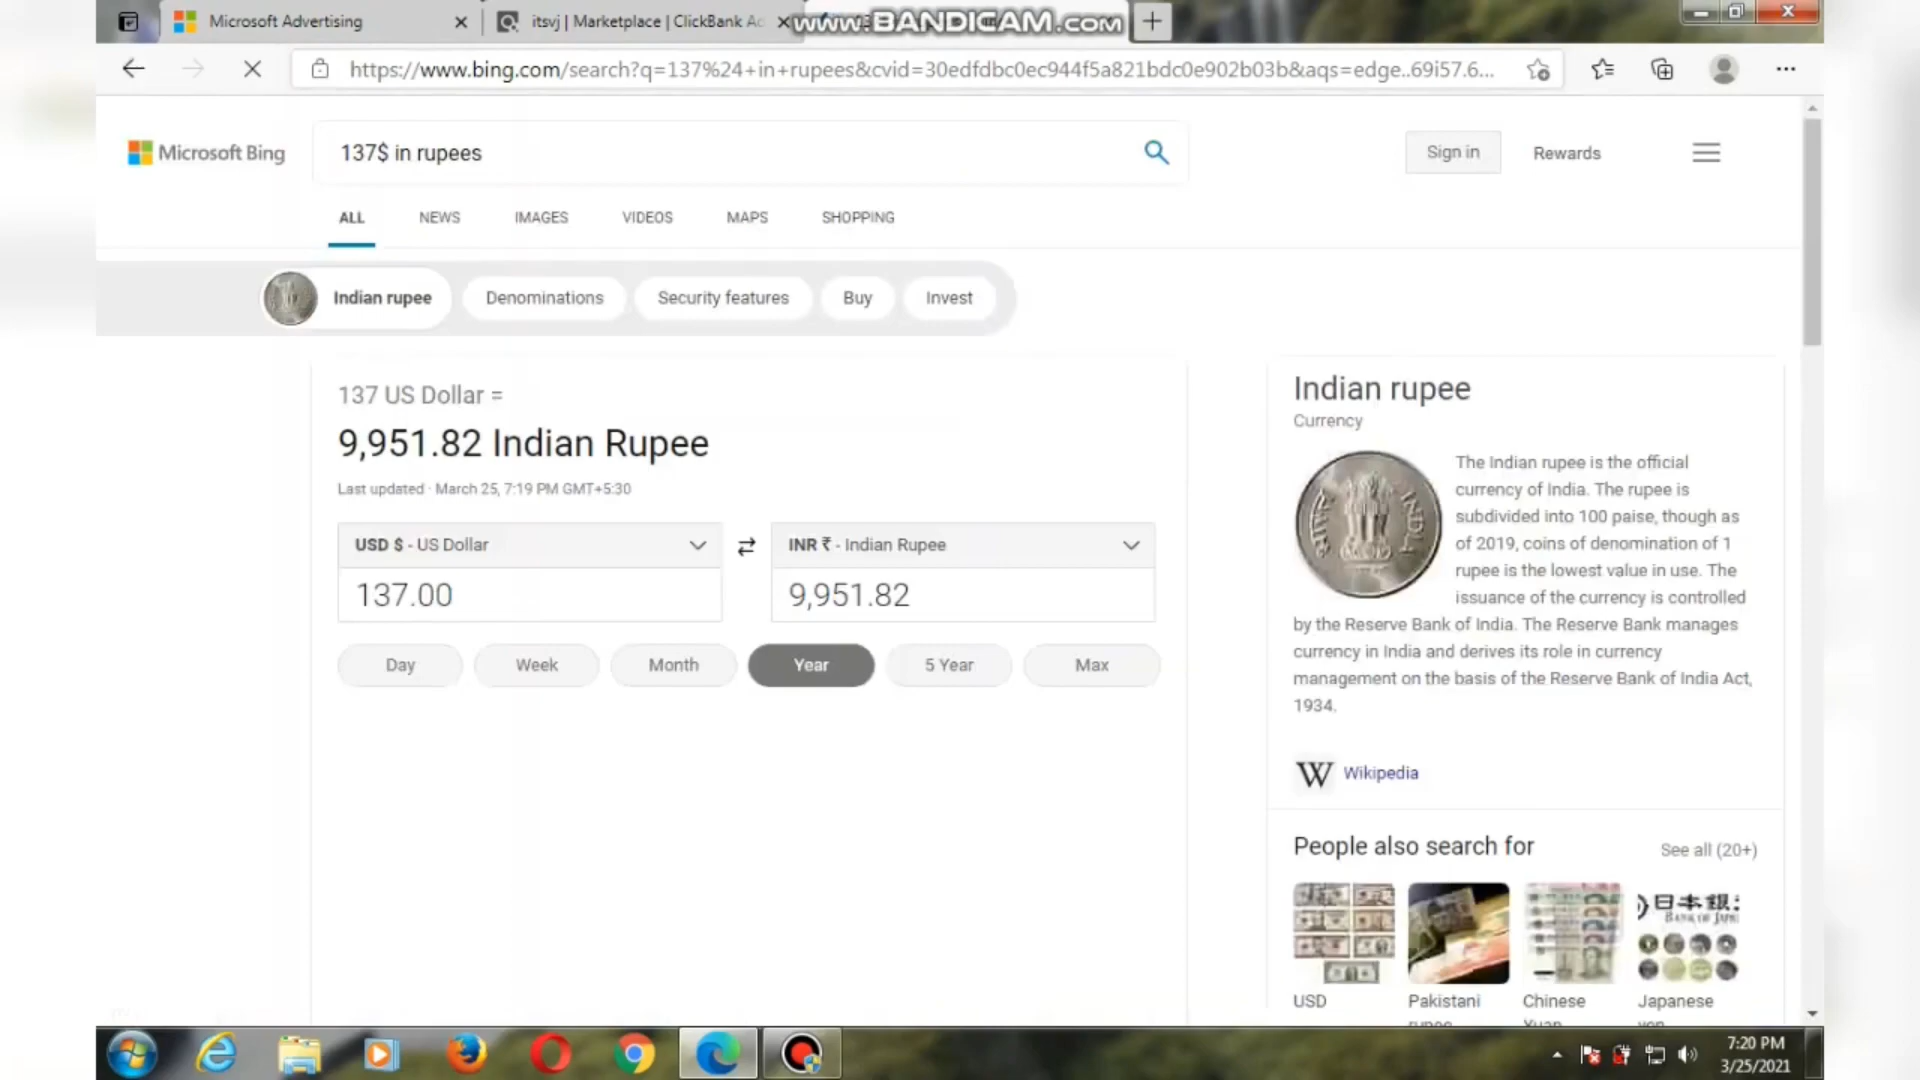 Microsoft Advertising
itsvj | Marketplace | ClickBank Ac
www.BANDICAM.com
https://www.bing.com/search?q=137%24+in+rupees&cvid=30edfdbc0ec944f5a821bdc0e902b03b&aqs=edge..69i57.6...
Microsoft Bing
137$ in rupees
Sign in
Rewards
ALL
NEWS
IMAGES
VIDEOS
MAPS
SHOPPING
Indian rupee
Denominations
Security features
Buy
Invest
137 US Dollar =
9,951.82 Indian Rupee
Last updated · March 25, 7:19 PM GMT+5:30
USD $ - US Dollar
INR ₹ - Indian Rupee
137.00
9,951.82
Day
Week
Month
Year
5 Year
Max
Indian rupee
Currency
The Indian rupee is the official
currency of India. The rupee is
subdivided into 100 paise, though as
of 2019, coins of denomination of 1
rupee is the lowest value in use. The
issuance of the currency is controlled
by the Reserve Bank of India. The Reserve Bank manages
currency in India and derives its role in currency
management on the basis of the Reserve Bank of India Act,
1934.
W Wikipedia
People also search for
See all (20+)
USD
Pakistani
rupee
Chinese
Yuan
Japanese
yen
7:20 PM
3/25/2021